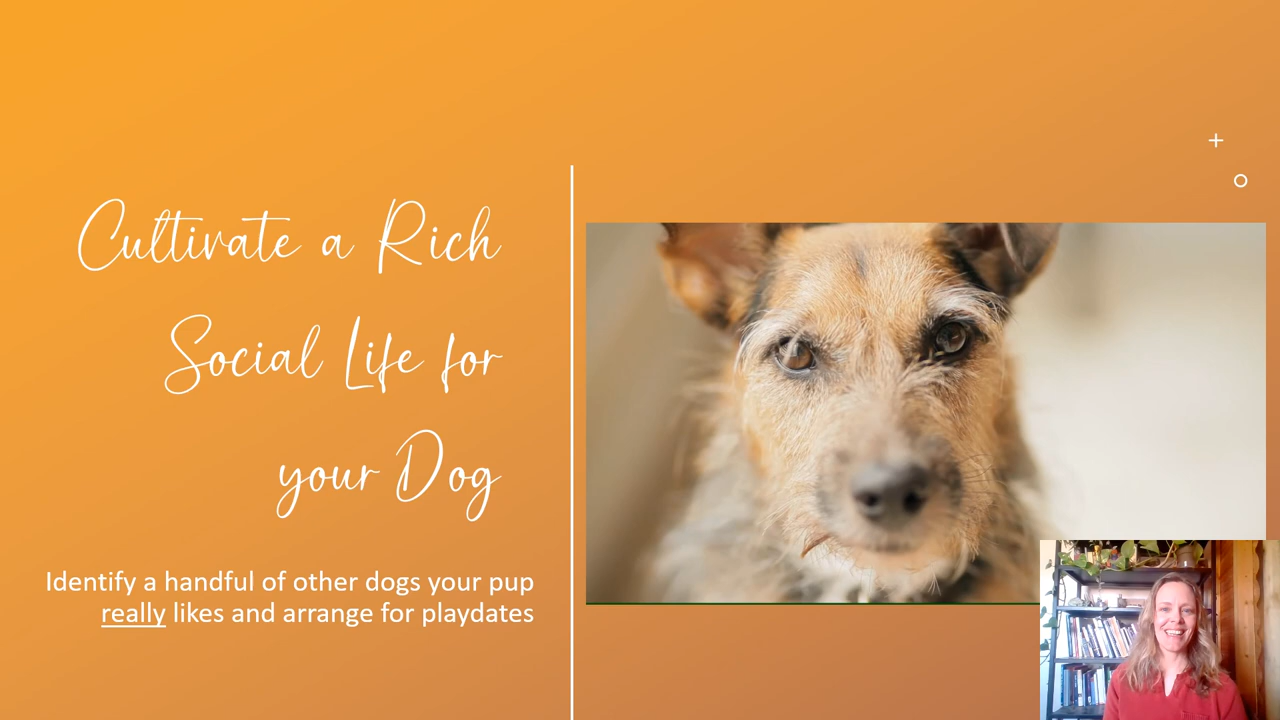 Cultivate a Rich
Social Life for
your Dog
Identify a handful of other dogs your pup
really likes and arrange for playdates